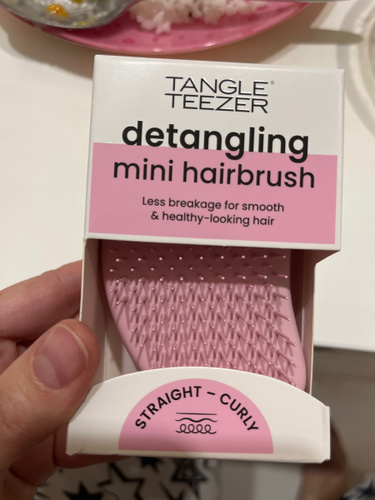 TANGLE®
TEEZER
detangling
mini hairbrush
Less breakage for smooth
& healthy-looking hair
STRAIGHT – CURLY